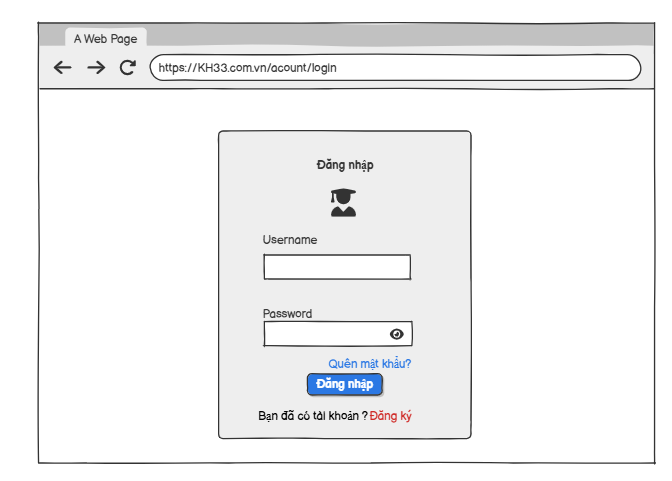 A Web Page
https://KH33.com.vn/acount/login
Đăng nhập
Username
Password
Quên mật khẩu?
Đăng nhập
Bạn đã có tài khoản ? Đăng ký